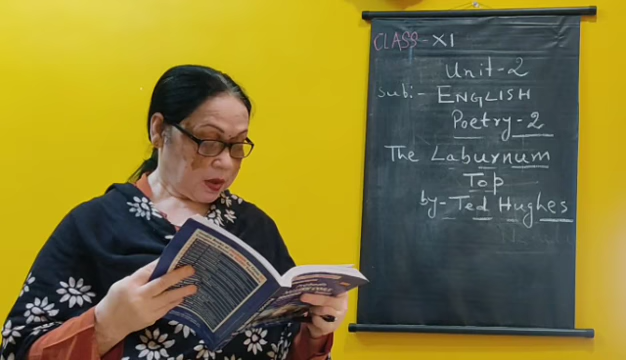 CLASS - XI
Unit-2
Sub:- ENGLISH
Poetry-2
The Laburnum
Top
by- Ted Hughes